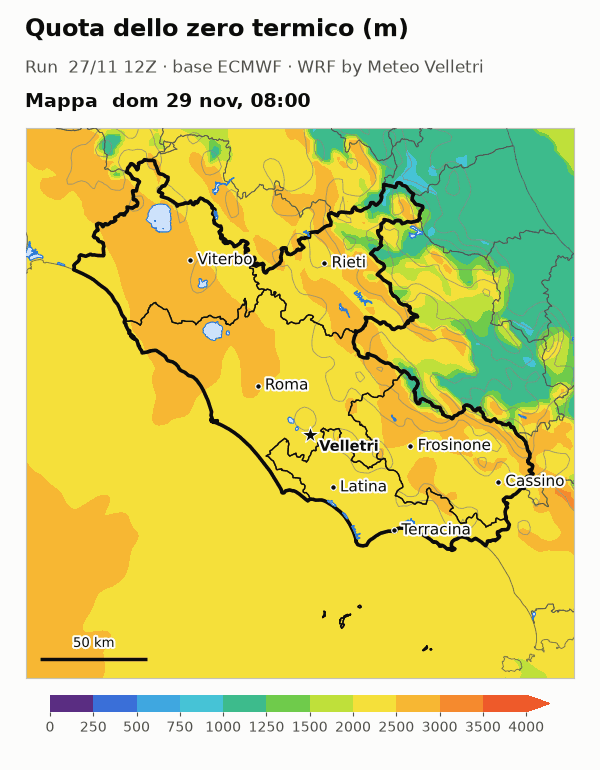 Quota dello zero termico (m)
Run  27/11 12Z · base ECMWF · WRF by Meteo Velletri
Mappa  dom 29 nov, 08:00
Viterbo
Rieti
Roma
Velletri
Frosinone
Latina
Cassino
Terracina
50 km
0 250 500 750 1000 1250 1500 2000 2500 3000 3500 4000